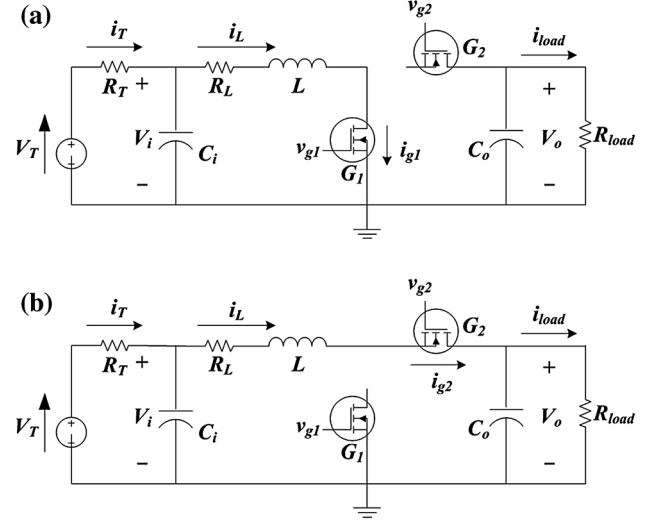 (a)
i_T
i_L
v_g2
G_2
i_load
R_T
+
R_L
L
+
V_T
V_i
C_i
v_g1
G_1
i_g1
C_o
V_o
R_load
−
−
(b)
i_T
i_L
v_g2
G_2
i_load
R_T
+
R_L
L
i_g2
+
V_T
V_i
C_i
v_g1
G_1
C_o
V_o
R_load
−
−